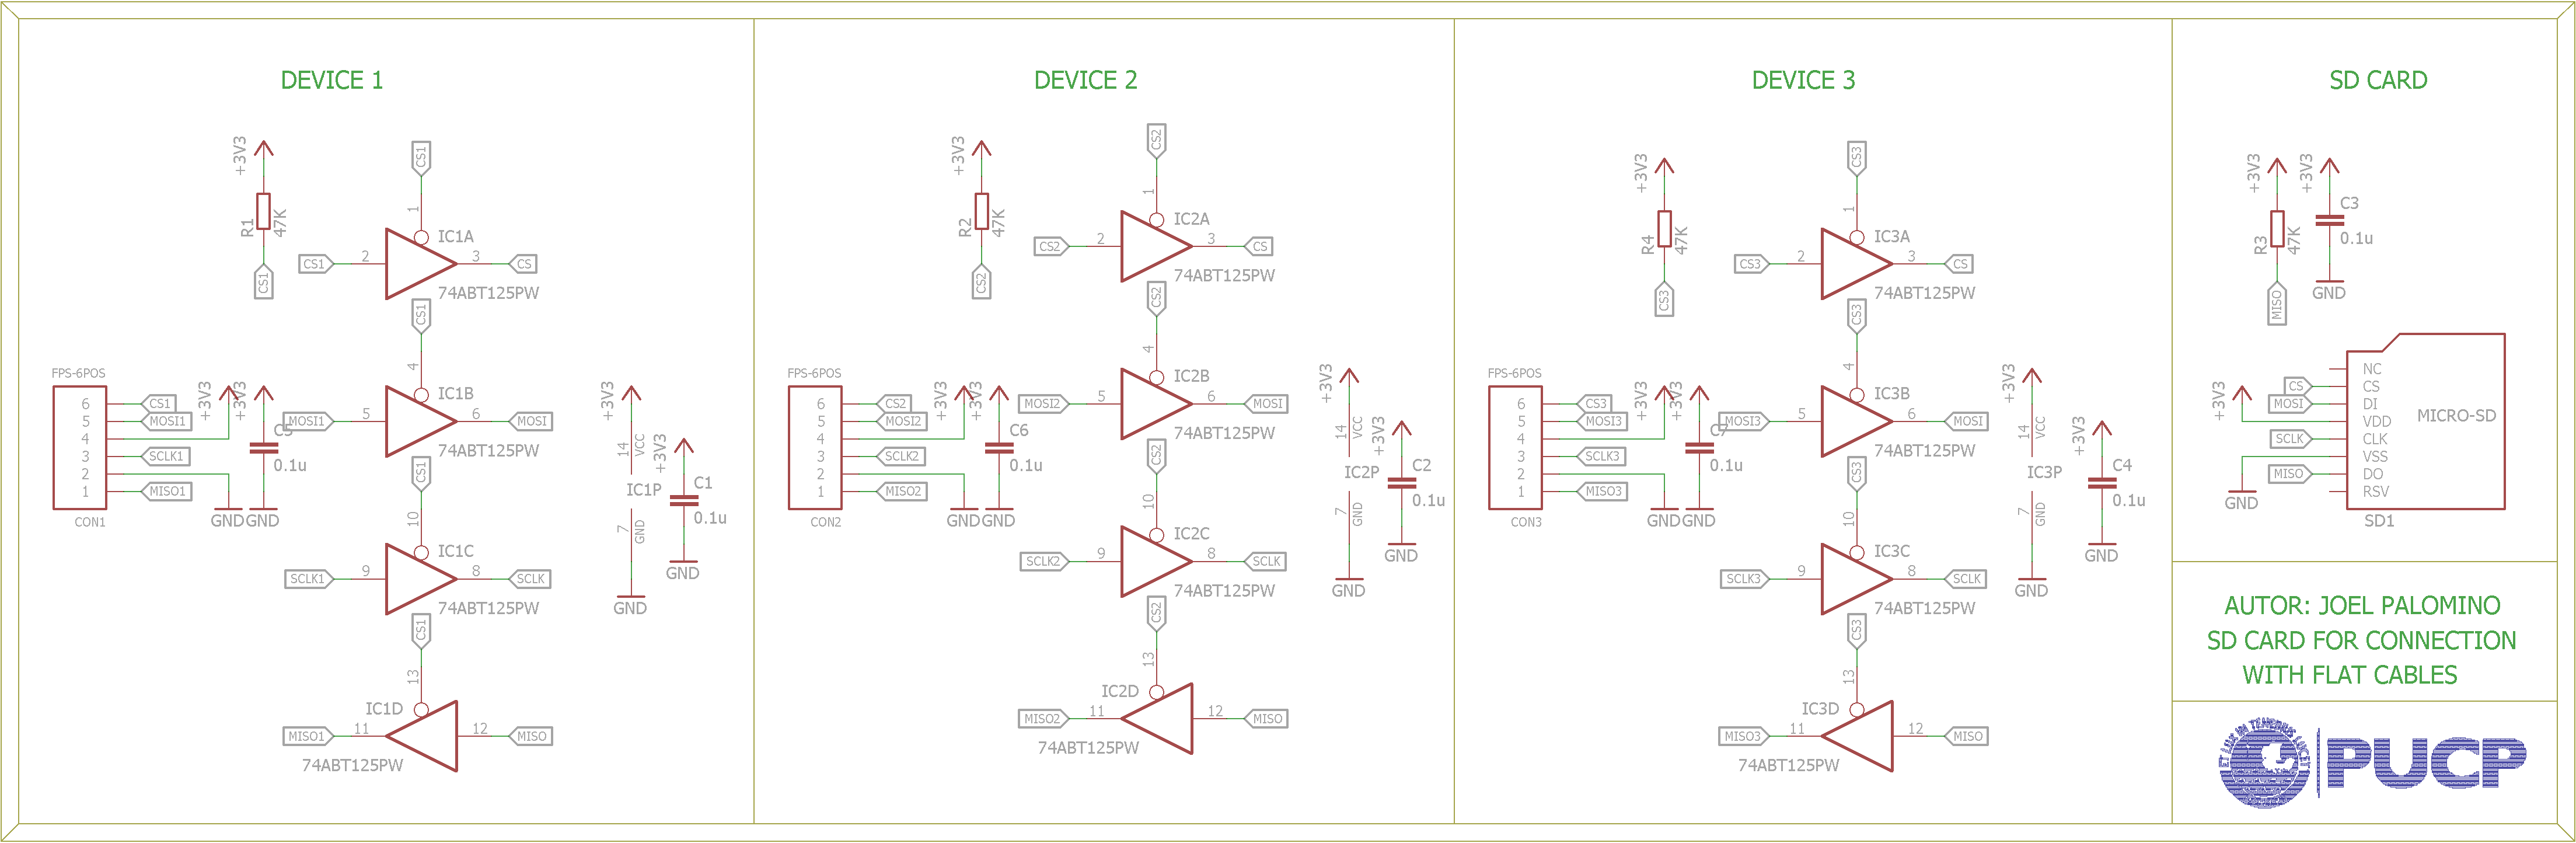 DEVICE 1
+3V3
R1
47K
CS1
CS1
1
IC1A
CS1
2
3
CS
74ABT125PW
CS1
4
IC1B
MOSI1
5
6
MOSI
74ABT125PW
CS1
10
IC1C
SCLK1
9
8
SCLK
74ABT125PW
CS1
13
IC1D
MISO1
11
12
MISO
74ABT125PW
FPS-6POS
6
CS1
5
MOSI1
4
3
SCLK1
2
1
MISO1
CON1
+3V3
+3V3
C5
0.1u
GND
GND
+3V3
14
VCC
IC1P
7
GND
GND
+3V3
C1
0.1u
GND
DEVICE 2
+3V3
R2
47K
CS2
CS2
1
IC2A
CS2
2
3
CS
74ABT125PW
CS2
4
IC2B
MOSI2
5
6
MOSI
74ABT125PW
CS2
10
IC2C
SCLK2
9
8
SCLK
74ABT125PW
CS2
13
IC2D
MISO2
11
12
MISO
74ABT125PW
FPS-6POS
6
CS2
5
MOSI2
4
3
SCLK2
2
1
MISO2
CON2
+3V3
+3V3
C6
0.1u
GND
GND
+3V3
14
VCC
IC2P
7
GND
GND
+3V3
C2
0.1u
GND
DEVICE 3
+3V3
R4
47K
CS3
CS3
1
IC3A
CS3
2
3
CS
74ABT125PW
CS3
4
IC3B
MOSI3
5
6
MOSI
74ABT125PW
CS3
10
IC3C
SCLK3
9
8
SCLK
74ABT125PW
CS3
13
IC3D
MISO3
11
12
MISO
74ABT125PW
FPS-6POS
6
CS3
5
MOSI3
4
3
SCLK3
2
1
MISO3
CON3
+3V3
+3V3
C7
0.1u
GND
GND
+3V3
14
VCC
IC3P
7
GND
GND
+3V3
C4
0.1u
GND
SD CARD
+3V3
R3
47K
MISO
+3V3
C3
0.1u
GND
+3V3
NC
CS
CS
MOSI
DI
VDD
SCLK
CLK
VSS
MISO
DO
RSV
GND
MICRO-SD
SD1
AUTOR: JOEL PALOMINO
SD CARD FOR CONNECTION
WITH FLAT CABLES
ET LUX IN TENEBRIS LUCET
PUCP